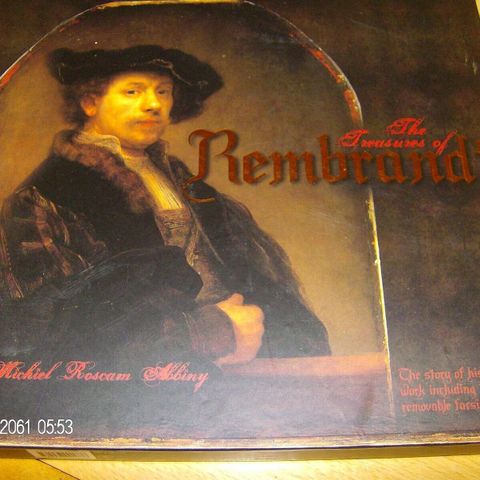 The
Treasures of
Rembrand
Michiel Roscam Abbing
The story of his
work including
removable facsi
2061 05:53